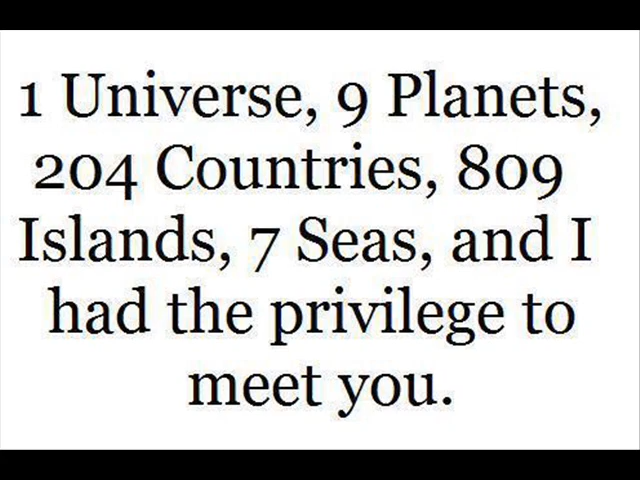 1 Universe, 9 Planets,
204 Countries, 809
Islands, 7 Seas, and I
had the privilege to
meet you.